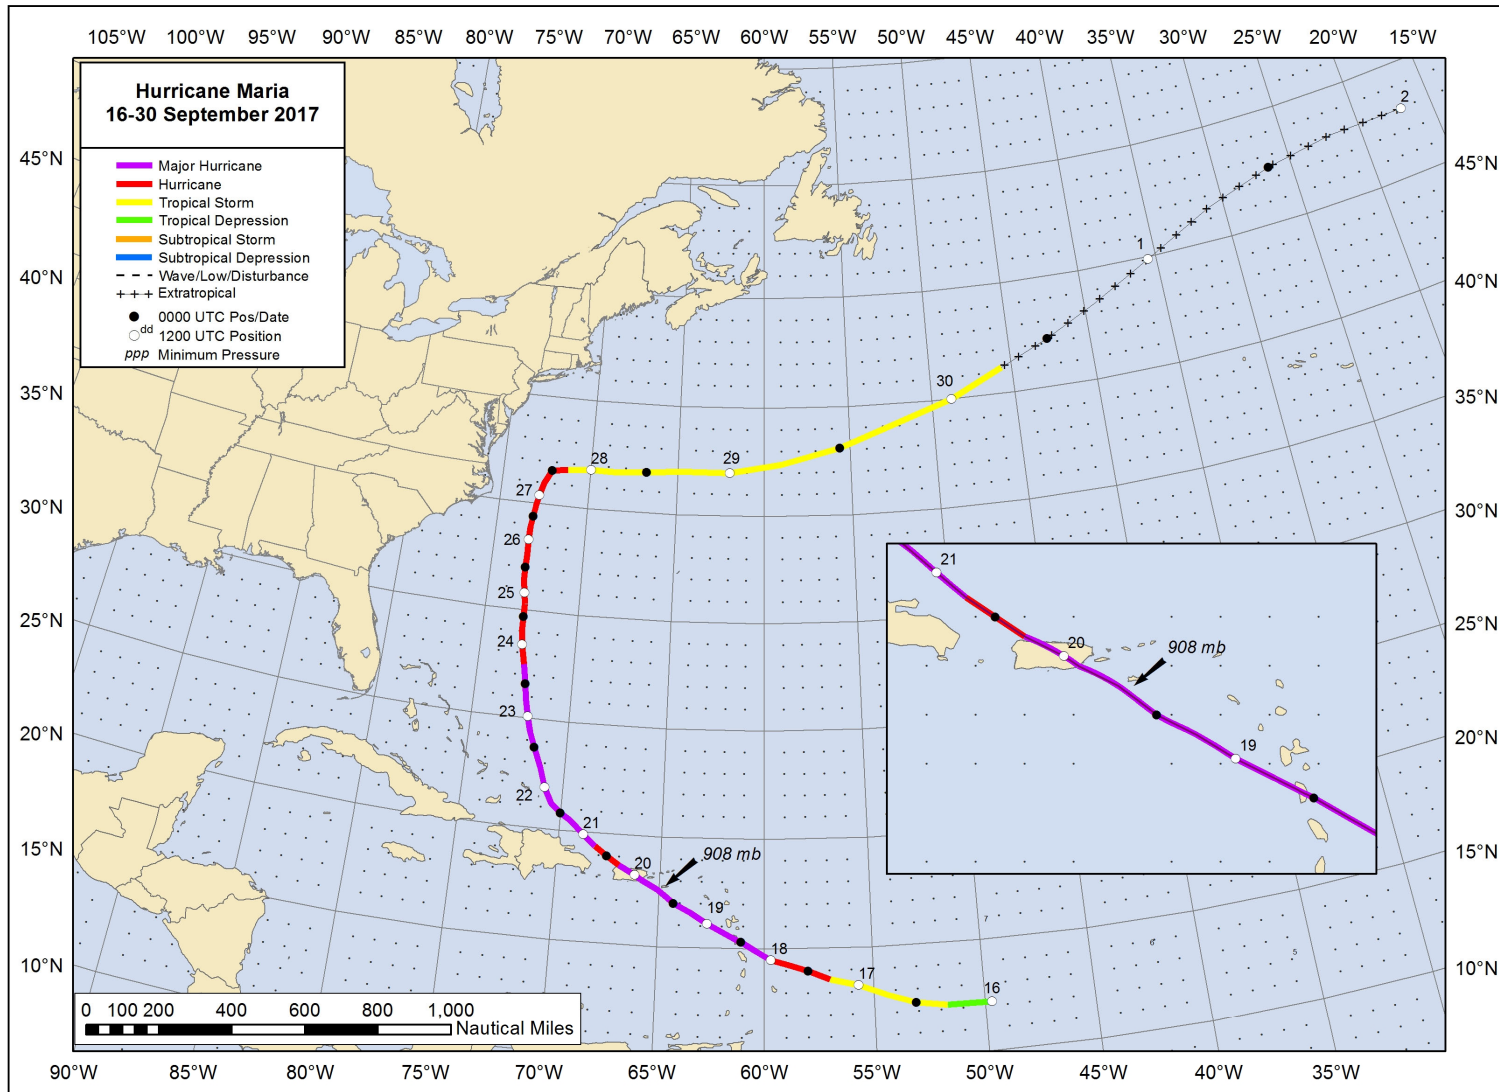 105°W 100°W 95°W 90°W 85°W 80°W 75°W 70°W 65°W 60°W 55°W 50°W 45°W 40°W 35°W 30°W 25°W 20°W 15°W
Hurricane Maria
16-30 September 2017
Major Hurricane
Hurricane
Tropical Storm
Tropical Depression
Subtropical Storm
Subtropical Depression
Wave/Low/Disturbance
Extratropical
0000 UTC Pos/Date
dd 1200 UTC Position
ppp Minimum Pressure
2
45°N 45°N
1
40°N 40°N
30
35°N 35°N
28 29
27
30°N 30°N
26
21
25
25°N 25°N
24
20
908 mb
23
20°N 20°N
19
22
21
15°N 15°N
908 mb
20
19
7
6
5
18
10°N 10°N
17
16
0 100 200 400 600 800 1,000
Nautical Miles
90°W 85°W 80°W 75°W 70°W 65°W 60°W 55°W 50°W 45°W 40°W 35°W 30°W